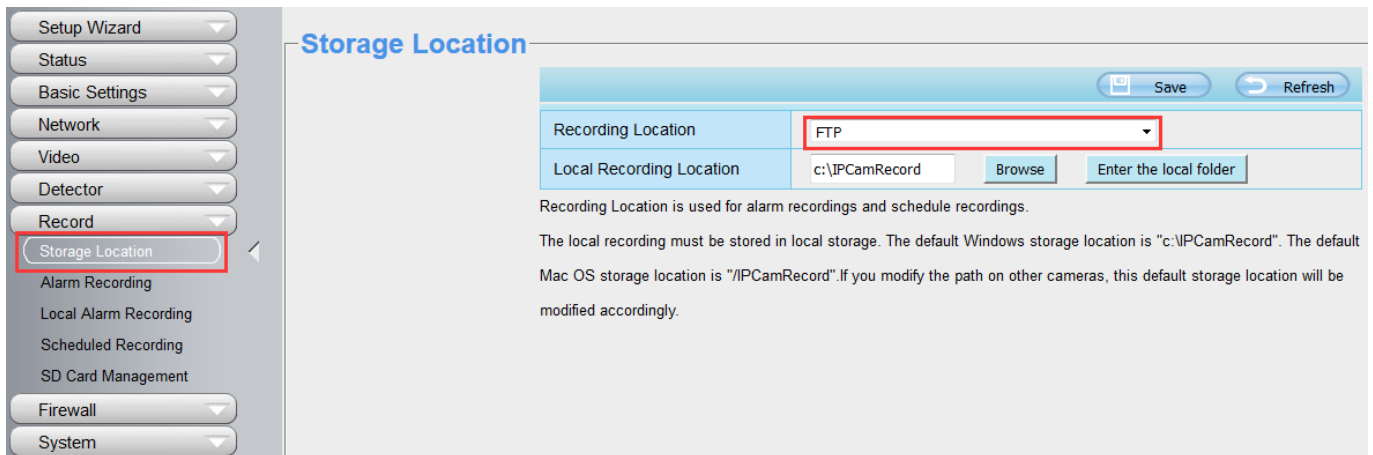 Setup Wizard
Status
Basic Settings
Network
Video
Detector
Record
Storage Location
Alarm Recording
Local Alarm Recording
Scheduled Recording
SD Card Management
Firewall
System
Storage Location
Save Refresh
Recording Location FTP
Local Recording Location c:\IPCamRecord Browse Enter the local folder
Recording Location is used for alarm recordings and schedule recordings.
The local recording must be stored in local storage. The default Windows storage location is "c:\IPCamRecord". The default
Mac OS storage location is "/IPCamRecord".If you modify the path on other cameras, this default storage location will be
modified accordingly.